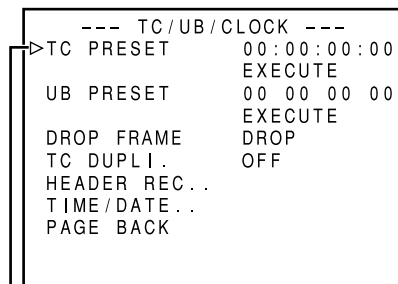 --- TC/UB/CLOCK ---
▷TC PRESET 00:00:00:00
EXECUTE
UB PRESET 00 00 00 00
EXECUTE
DROP FRAME DROP
TC DUPLI. OFF
HEADER REC..
TIME/DATE..
PAGE BACK